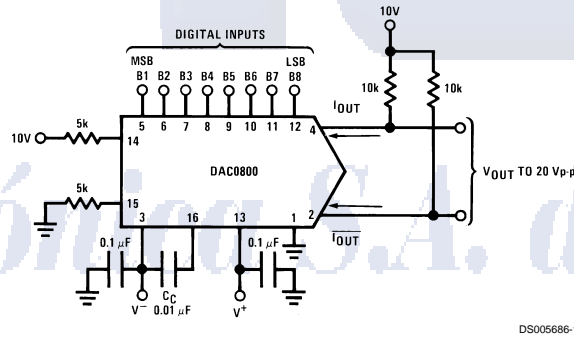 10V
DIGITAL INPUTS
MSB LSB
B1 B2 B3 B4 B5 B6 B7 B8
10k 10k
IOUT
5k
10V
5 6 7 8 9 10 11 12
4
14
DAC0800
VOUT TO 20 Vp-p
5k
15
3 16 13 1 2
IOUT
0.1 µF 0.1 µF
CC
0.01 µF
V− V+
ónica S.A. d
DS005686-